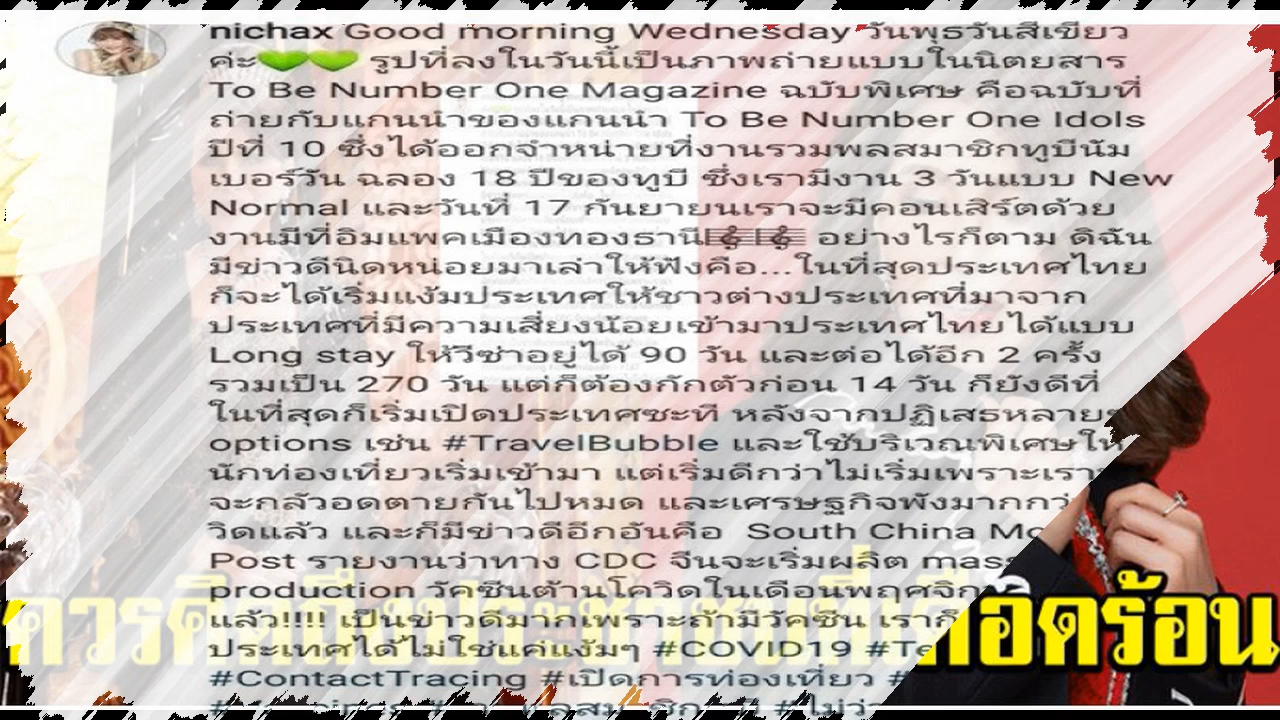 nichax Good morning Wednesday วันพุธวันสีเขียว
ค่ะ💚💚 รูปที่ลงในวันนี้เป็นภาพถ่ายแบบในนิตยสาร
To Be Number One Magazine ฉบับพิเศษ คือฉบับที่
ถ่ายกับแกนนำของแกนนำ To Be Number One Idols
ปีที่ 10 ซึ่งได้ออกจำหน่ายที่งานรวมพลสมาชิกทูบีนัม
เบอร์วัน ฉลอง 18 ปีของทูบี ซึ่งเรามีงาน 3 วันแบบ New
Normal และวันที่ 17 กันยายนเราจะมีคอนเสิร์ตด้วย
งานมีที่อิมแพคเมืองทองธานี🎼🎼 อย่างไรก็ตาม ดิฉัน
มีข่าวดีนิดหน่อยมาเล่าให้ฟังคือ...ในที่สุดประเทศไทย
ก็จะได้เริ่มแง้มประเทศให้ชาวต่างประเทศที่มาจาก
ประเทศที่มีความเสี่ยงน้อยเข้ามาประเทศไทยได้แบบ
Long stay ให้วีซ่าอยู่ได้ 90 วัน และต่อได้อีก 2 ครั้ง
รวมเป็น 270 วัน แต่ก็ต้องกักตัวก่อน 14 วัน ก็ยังดีที่
ในที่สุดก็เริ่มเปิดประเทศซะที หลังจากปฏิเสธหลาย
options เช่น #TravelBubble และใช้บริเวณพิเศษให้
นักท่องเที่ยวเริ่มเข้ามา แต่เริ่มดีกว่าไม่เริ่มเพราะเรา
จะกลัวอดตายกันไปหมด และเศรษฐกิจพังมากกว่
วิดแล้ว และก็มีข่าวดีอีกอันคือ South China Mo
Post รายงานว่าทาง CDC จีนจะเริ่มผลิต mass
production วัคซีนต้านโควิดในเดือนพฤศจิก
แล้ว!!!! เป็นข่าวดีมากเพราะถ้ามีวัคซีน เราก็
ประเทศได้ไม่ใช่แค่แง้มๆ #COVID19 #Te
#ContactTracing #เปิดการท่องเที่ยว #
ควรคิดถึงประชาชนที่เดือดร้อน